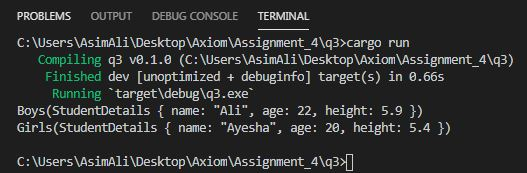 PROBLEMS OUTPUT DEBUG CONSOLE TERMINAL
C:\Users\AsimAli\Desktop\Axiom\Assignment_4\q3>cargo run
Compiling q3 v0.1.0 (C:\Users\AsimAli\Desktop\Axiom\Assignment_4\q3)
Finished dev [unoptimized + debuginfo] target(s) in 0.66s
Running `target\debug\q3.exe`
Boys(StudentDetails { name: "Ali", age: 22, height: 5.9 })
Girls(StudentDetails { name: "Ayesha", age: 20, height: 5.4 })
C:\Users\AsimAli\Desktop\Axiom\Assignment_4\q3>